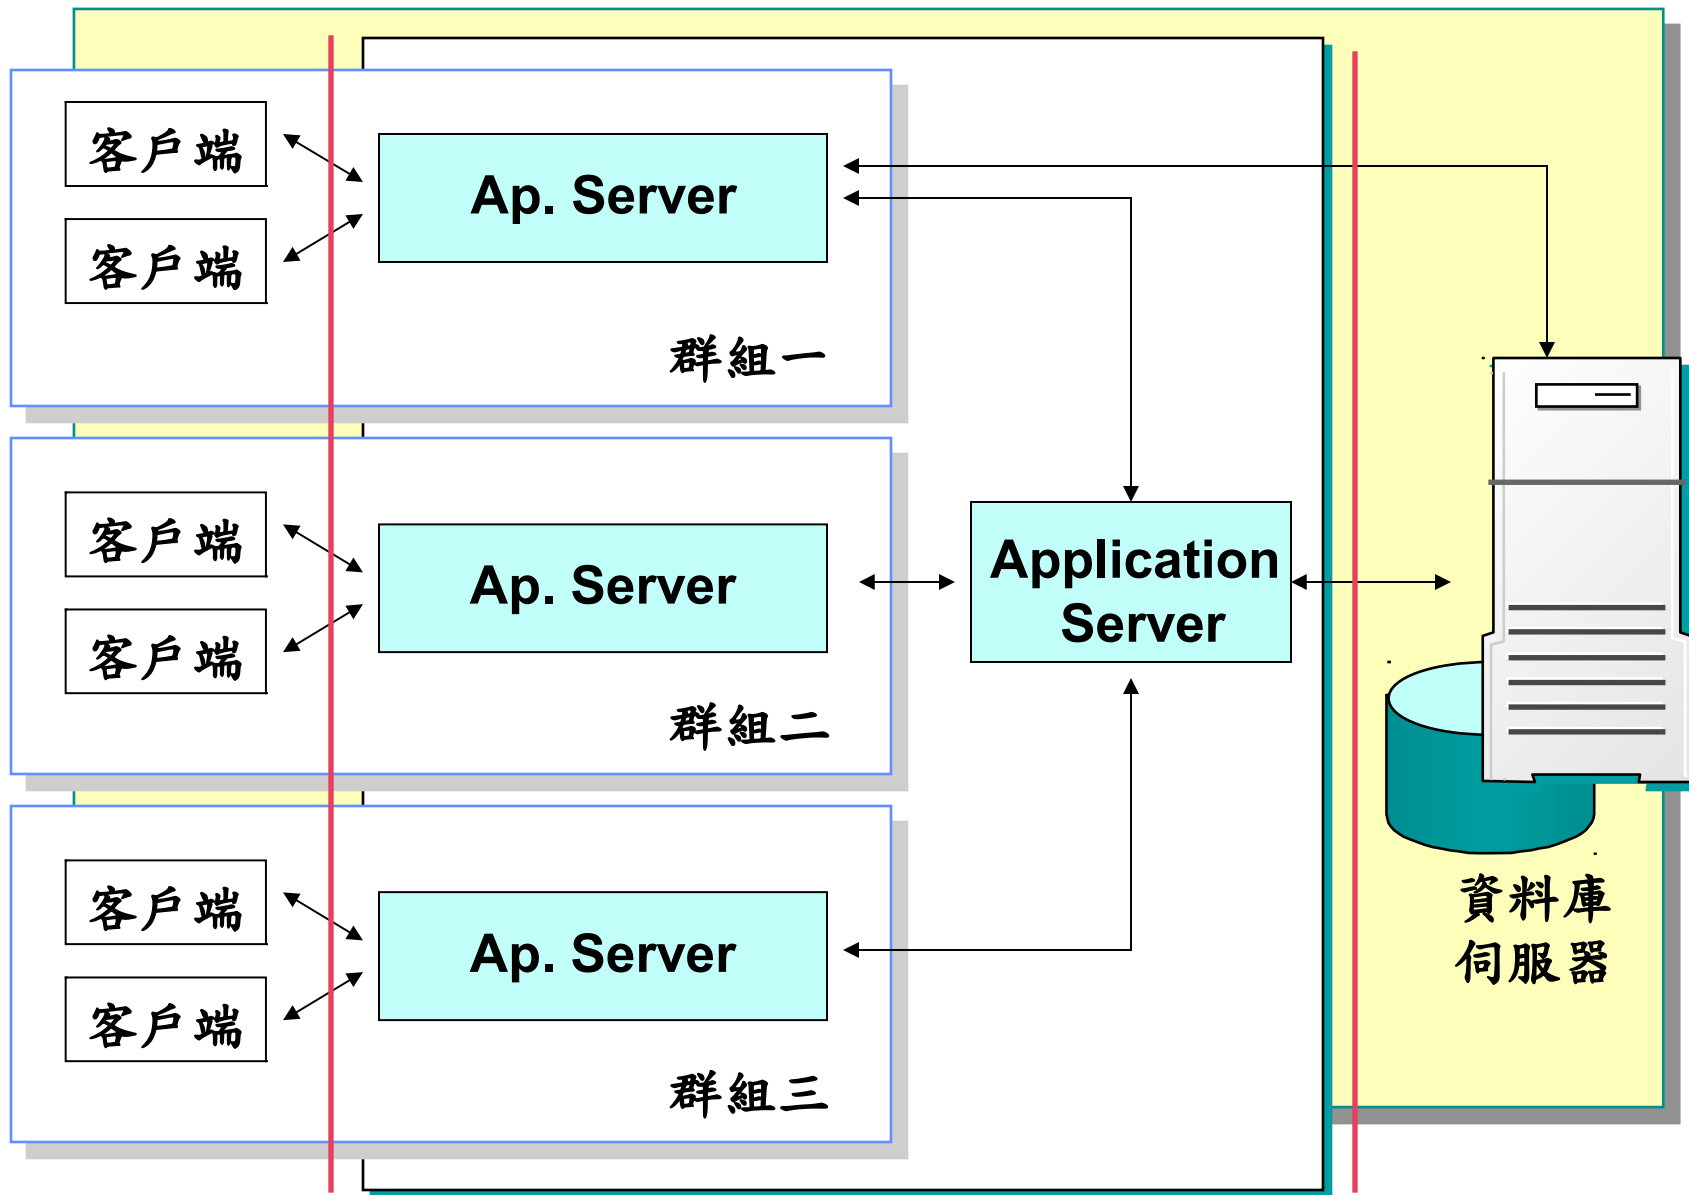 客戶端
客戶端
Ap. Server
群組一
客戶端
客戶端
Ap. Server
群組二
客戶端
客戶端
Ap. Server
群組三
Application
Server
資料庫
伺服器